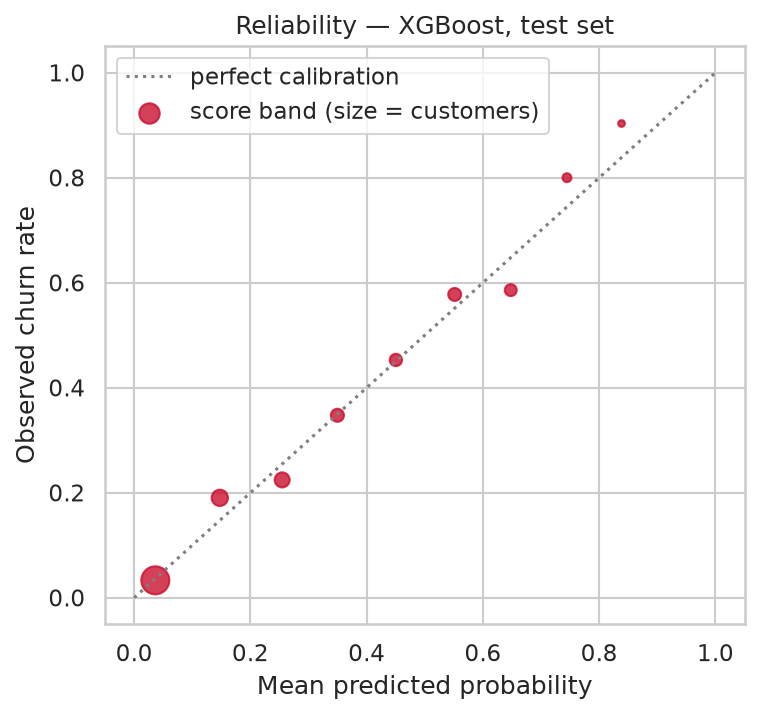 Reliability — XGBoost, test set
perfect calibration
score band (size = customers)
1.0
0.8
0.6
0.4
0.2
0.0
Observed churn rate
0.0 0.2 0.4 0.6 0.8 1.0
Mean predicted probability